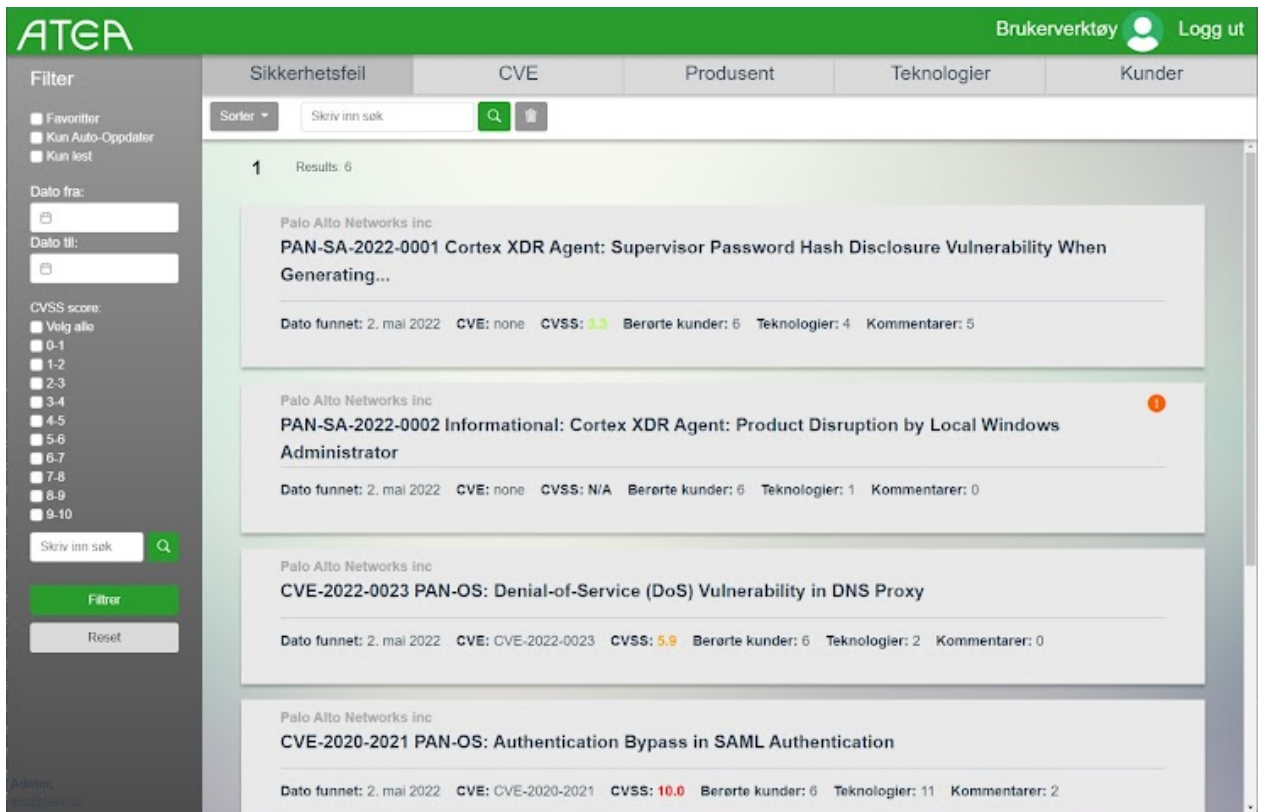 ATEA
Brukerverktøy
Logg ut
Filter
Favoritter
Kun Auto-Oppdater
Kun lest
Dato fra:
Dato til:
CVSS score:
Velg alle
0-1
1-2
2-3
3-4
4-5
5-6
6-7
7-8
8-9
9-10
Skriv inn søk
Filtrer
Reset
Admin:
Sikkerhetsfeil
CVE
Produsent
Teknologier
Kunder
Sorter
Skriv inn søk
1
Results: 6
Palo Alto Networks inc
PAN-SA-2022-0001 Cortex XDR Agent: Supervisor Password Hash Disclosure Vulnerability When
Generating...
Dato funnet: 2. mai 2022 CVE: none CVSS: 3.3 Berørte kunder: 6 Teknologier: 4 Kommentarer: 5
Palo Alto Networks inc
PAN-SA-2022-0002 Informational: Cortex XDR Agent: Product Disruption by Local Windows
Administrator
Dato funnet: 2. mai 2022 CVE: none CVSS: N/A Berørte kunder: 6 Teknologier: 1 Kommentarer: 0
Palo Alto Networks inc
CVE-2022-0023 PAN-OS: Denial-of-Service (DoS) Vulnerability in DNS Proxy
Dato funnet: 2. mai 2022 CVE: CVE-2022-0023 CVSS: 5.9 Berørte kunder: 6 Teknologier: 2 Kommentarer: 0
Palo Alto Networks inc
CVE-2020-2021 PAN-OS: Authentication Bypass in SAML Authentication
Dato funnet: 2. mai 2022 CVE: CVE-2020-2021 CVSS: 10.0 Berørte kunder: 6 Teknologier: 11 Kommentarer: 2